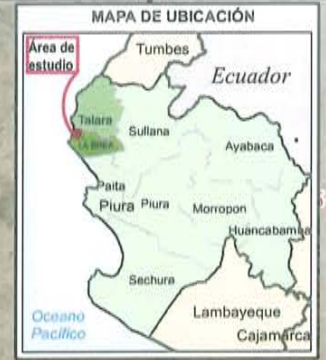 MAPA DE UBICACIÓN
Área de
estudio
Tumbes
Ecuador
Talara
Sullana
LA BREA
Ayabaca
Paita
Piura Piura
Morropon
Huancabamba
Sechura
Oceano
Pacífico
Lambayeque
Cajamarca